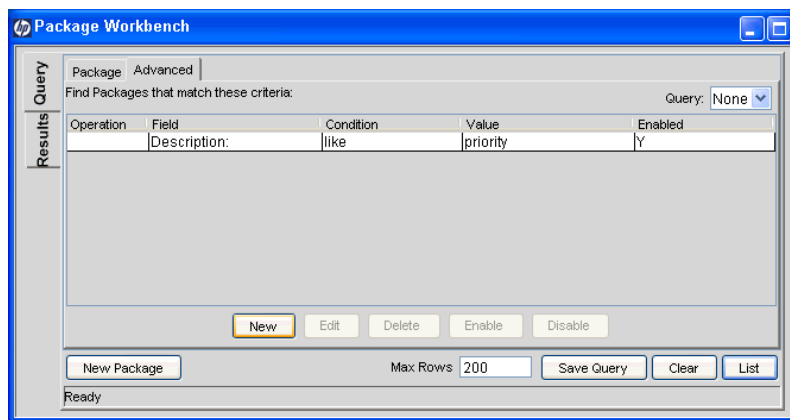 hp Package Workbench
Query
Results
Package Advanced
Find Packages that match these criteria:
Query: None
Operation Field Condition Value Enabled
Description: like priority Y
New Edit Delete Enable Disable
New Package Max Rows 200 Save Query Clear List
Ready